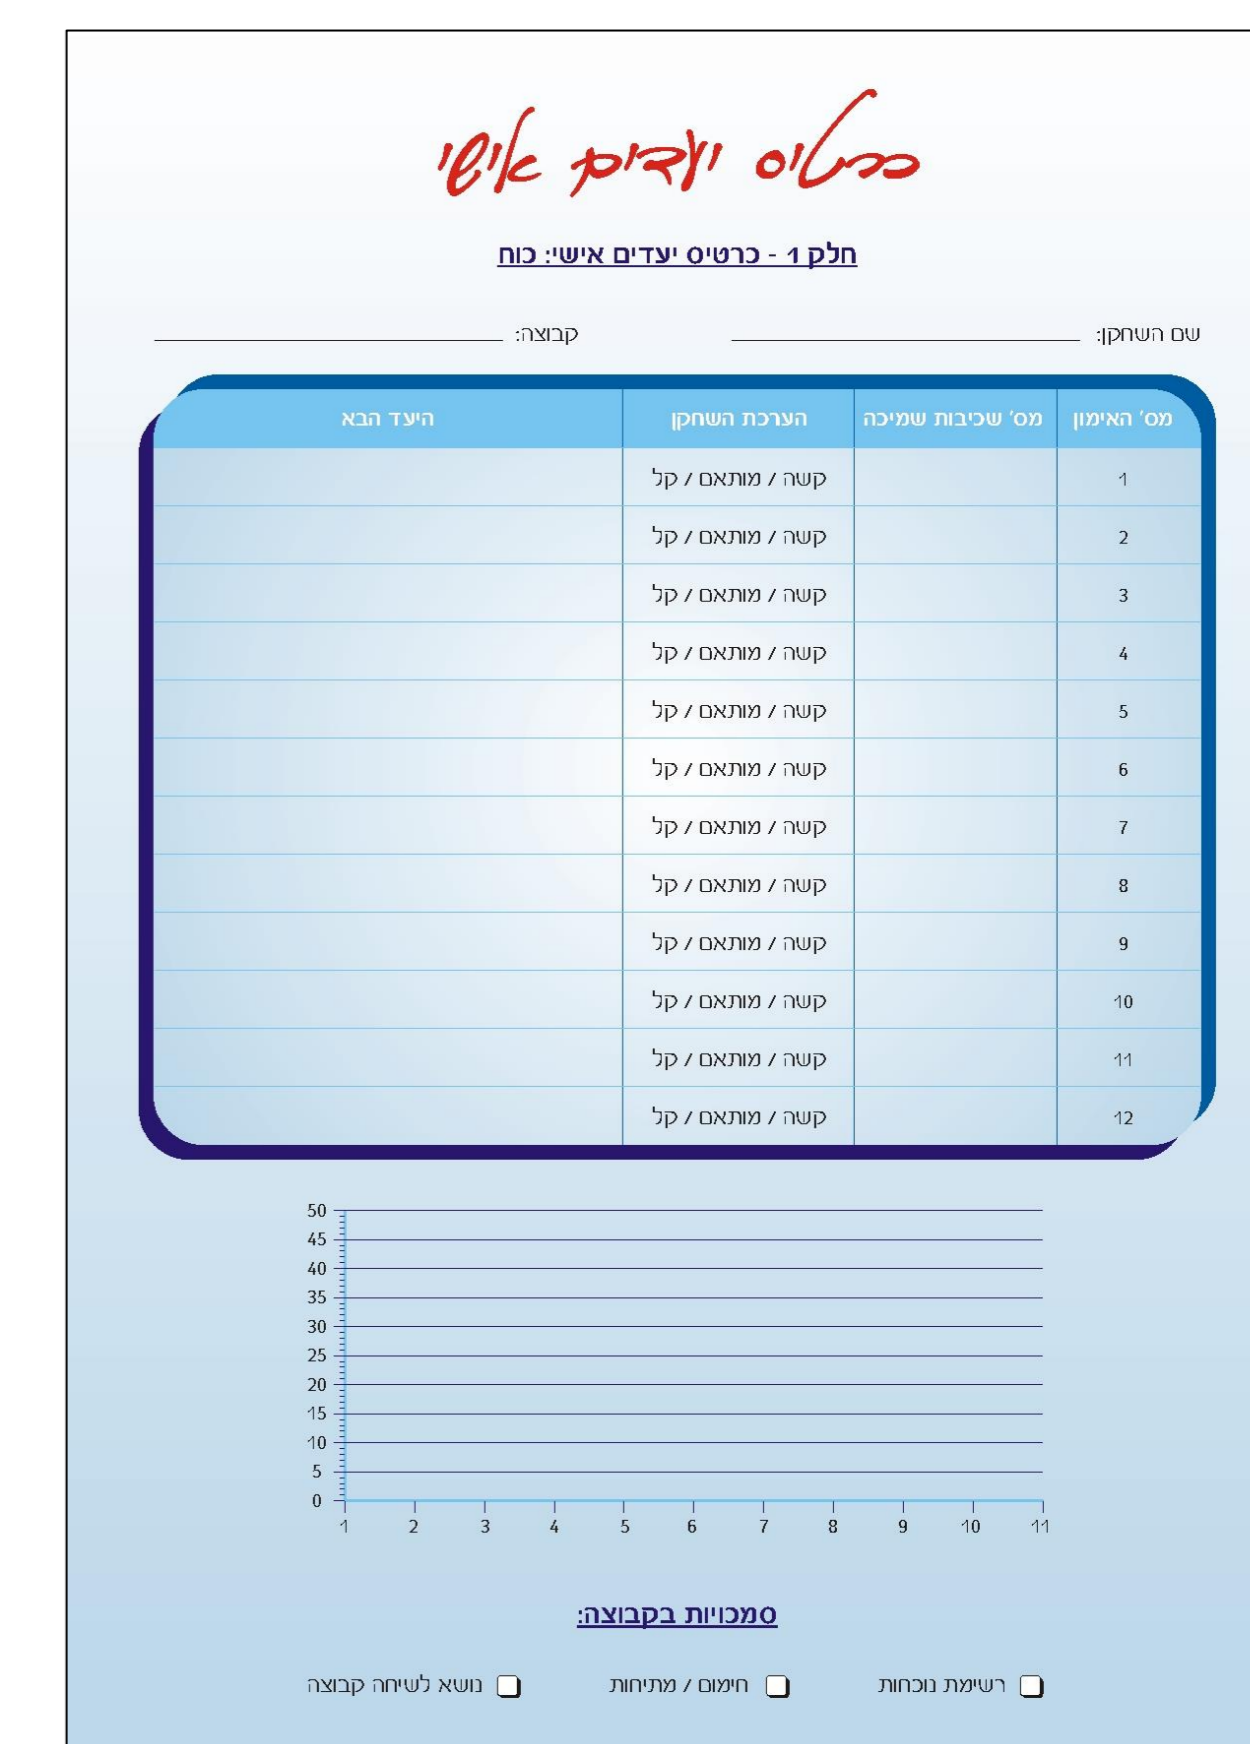 כרטיס יעדים אישי
חלק 1 - כרטיס יעדים אישי: כוח
שם השחקן: קבוצה:
מס' האימון מס' שכיבות שמיכה הערכת השחקן היעד הבא
1 קשה / מותאם / קל
2 קשה / מותאם / קל
3 קשה / מותאם / קל
4 קשה / מותאם / קל
5 קשה / מותאם / קל
6 קשה / מותאם / קל
7 קשה / מותאם / קל
8 קשה / מותאם / קל
9 קשה / מותאם / קל
10 קשה / מותאם / קל
11 קשה / מותאם / קל
12 קשה / מותאם / קל
50
45
40
35
30
25
20
15
10
5
0
1 2 3 4 5 6 7 8 9 10 11
סמכויות בקבוצה:
רשימת נוכחות חימום / מתיחות נושא לשיחה קבוצה